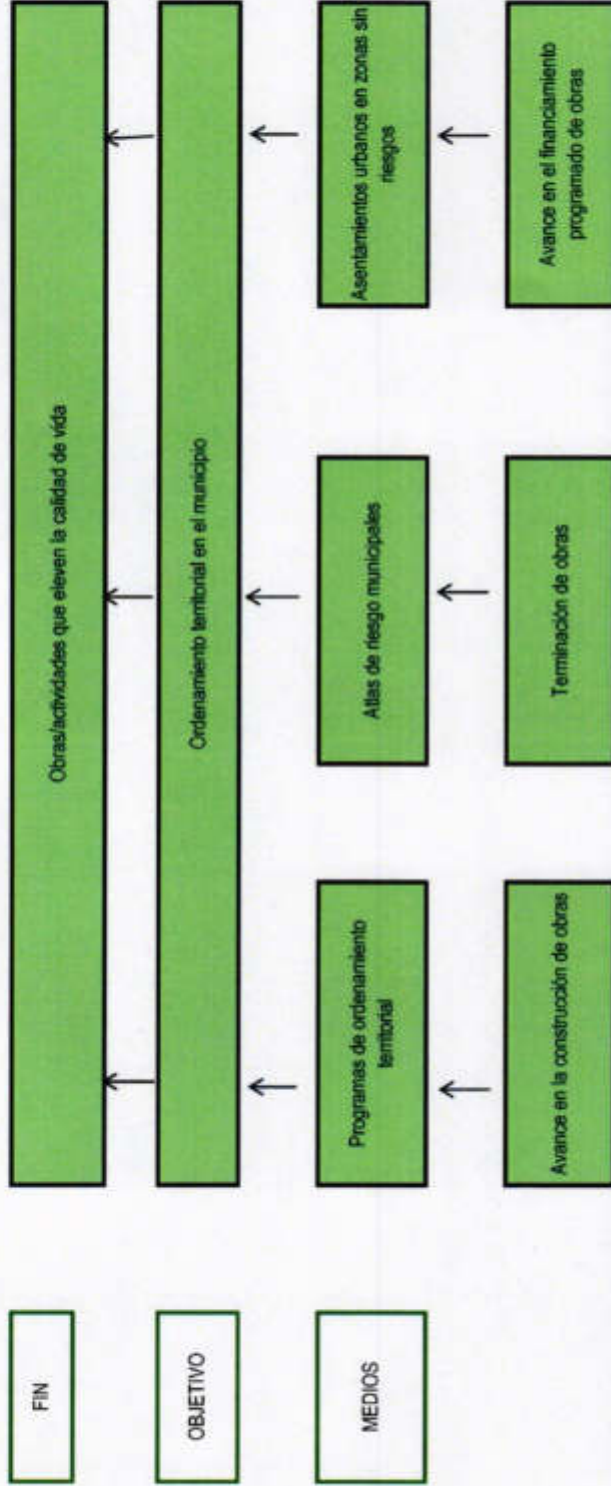 FIN
Obras/actividades que eleven la calidad de vida
OBJETIVO
Ordenamiento territorial en el municipio
MEDIOS
Programas de ordenamiento
territorial
Atlas de riesgo municipales
Asentamientos urbanos en zonas sin
riesgos
Avance en la construcción de obras
Terminación de obras
Avance en el financiamiento
programado de obras